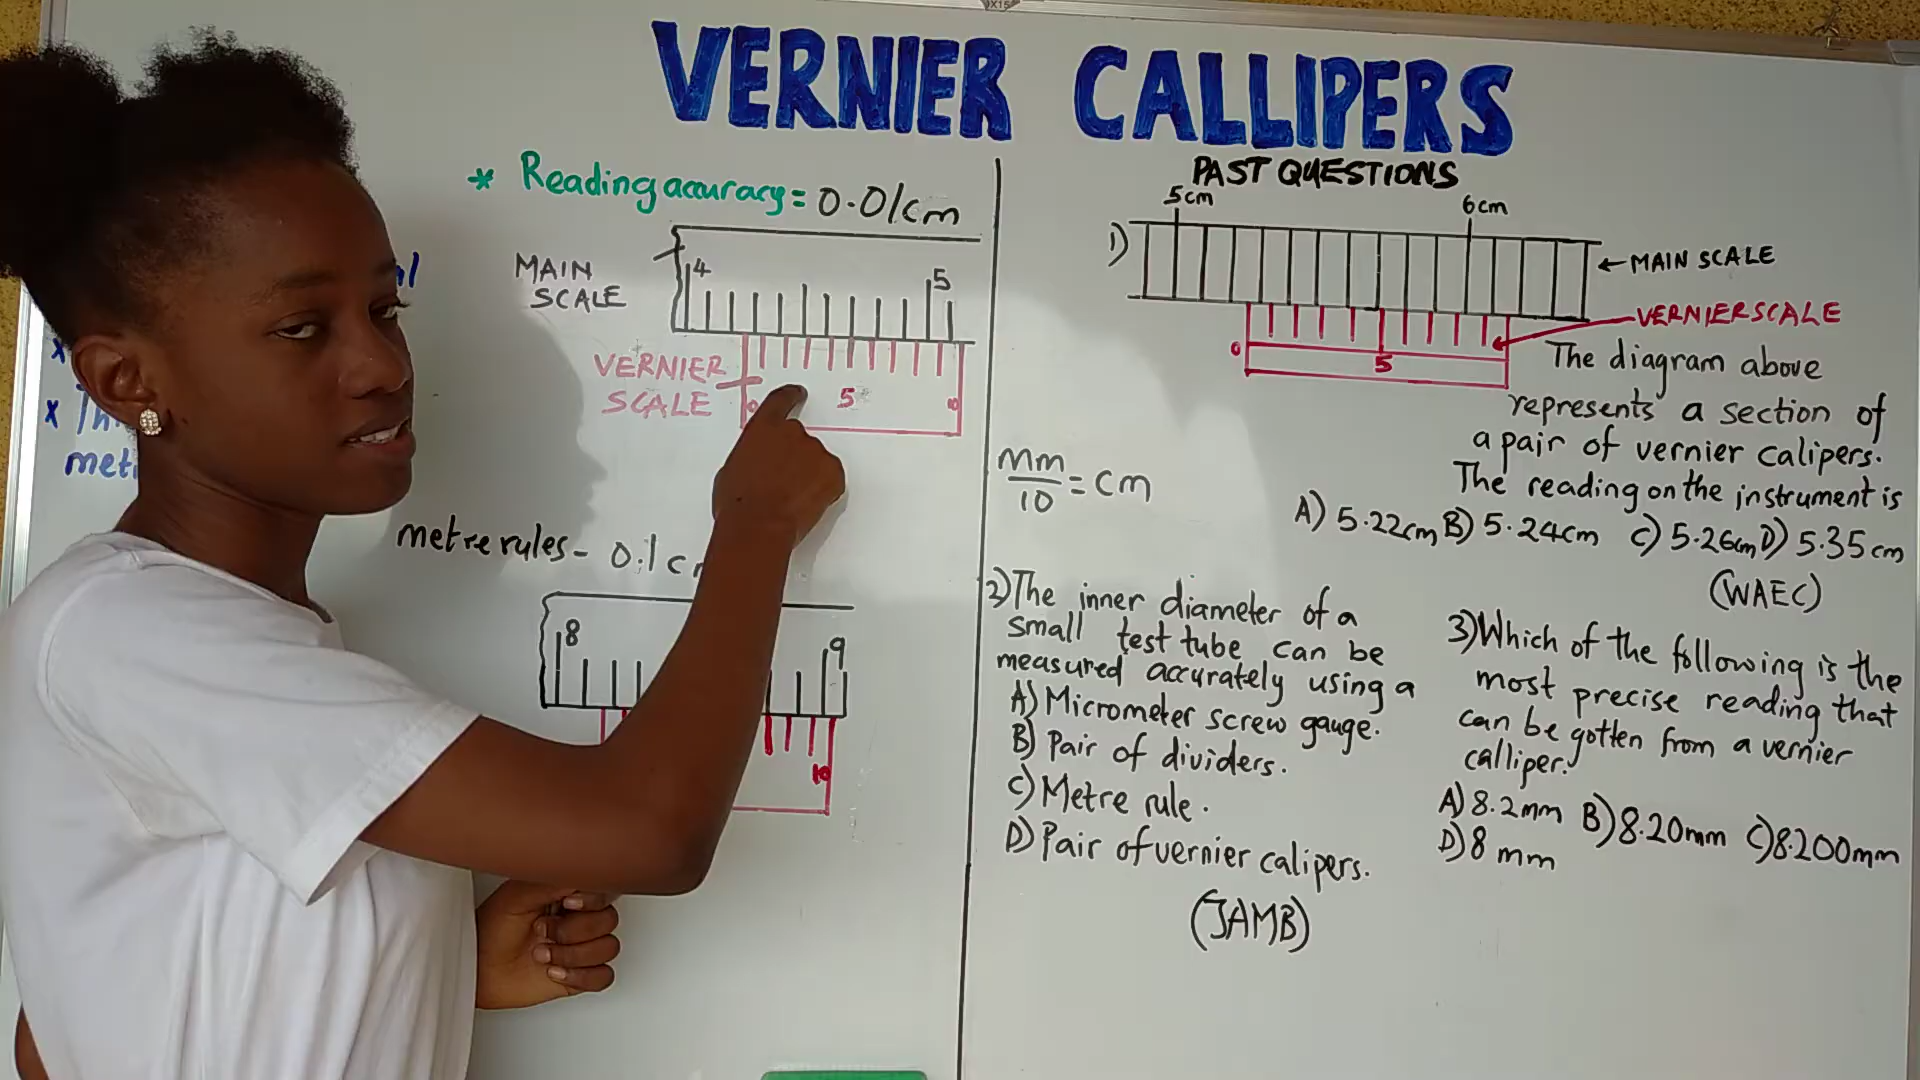 VERNIER CALLIPERS
* Reading accuracy = 0.01cm
MAIN
SCALE
4
5
VERNIER
SCALE
0
5
10
x
x Thi
metr
metre rules - 0.1c
8
9
10
PAST QUESTIONS
5cm
6cm
1)
←MAIN SCALE
VERNIER SCALE
0
5
The diagram above
represents a section of
a pair of vernier calipers.
The reading on the instrument is
A) 5.22cm B) 5.24cm C) 5.26cm D) 5.35cm
(WAEC)
mm/10 = cm
2) The inner diameter of a
small test tube can be
measured accurately using a
A) Micrometer screw gauge.
B) Pair of dividers.
C) Metre rule.
D) Pair of vernier calipers.
(JAMB)
3) Which of the following is the
most precise reading that
can be gotten from a vernier
calliper?
A) 8.2mm B) 8.20mm C) 8.200mm
D) 8 mm